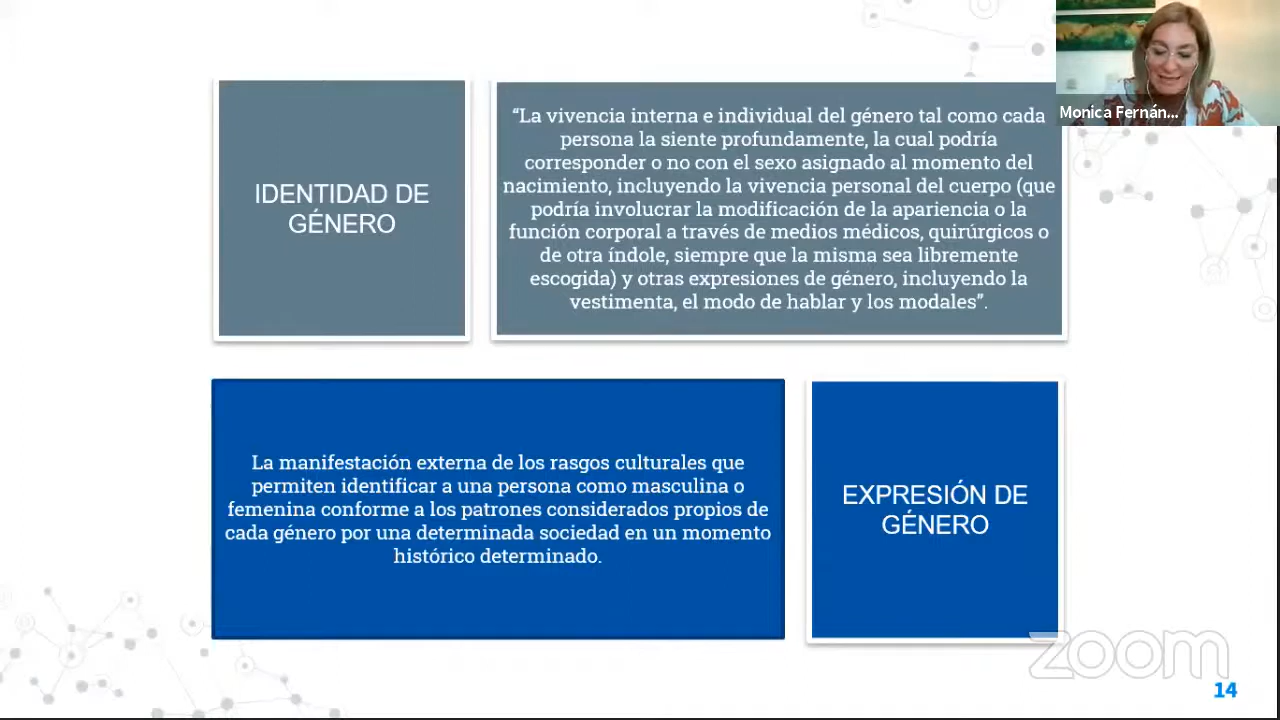 Monica Fernán...
IDENTIDAD DE
GÉNERO
“La vivencia interna e individual del género tal como cada
persona la siente profundamente, la cual podría
corresponder o no con el sexo asignado al momento del
nacimiento, incluyendo la vivencia personal del cuerpo (que
podría involucrar la modificación de la apariencia o la
función corporal a través de medios médicos, quirúrgicos o
de otra índole, siempre que la misma sea libremente
escogida) y otras expresiones de género, incluyendo la
vestimenta, el modo de hablar y los modales”.
La manifestación externa de los rasgos culturales que
permiten identificar a una persona como masculina o
femenina conforme a los patrones considerados propios de
cada género por una determinada sociedad en un momento
histórico determinado.
EXPRESIÓN DE
GÉNERO
zoom
14